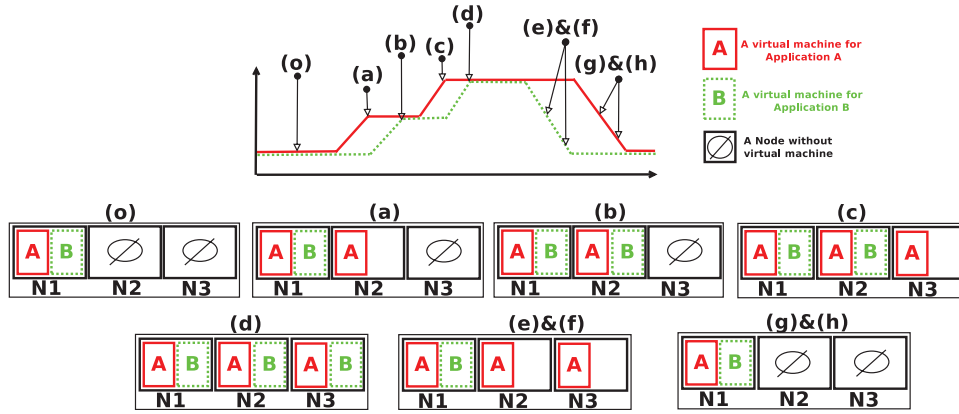 (d)
(e)&(f)
(b)
(c)
(o)
(a)
(g)&(h)
A
A virtual machine for
Application A
B
A virtual machine for
Application B
A Node without
virtual machine
(o)
(a)
(b)
(c)
A B
A B A
A B A B
A B A B A
N1 N2 N3
N1 N2 N3
N1 N2 N3
N1 N2 N3
(d)
(e)&(f)
(g)&(h)
A B A B A B
A B A A
A B
N1 N2 N3
N1 N2 N3
N1 N2 N3